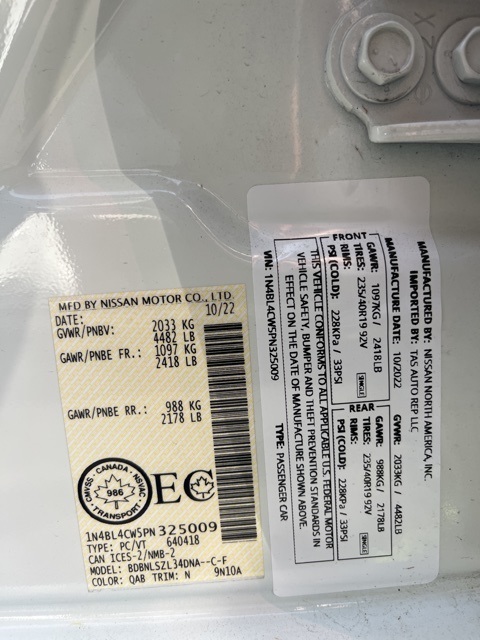 MFD BY NISSAN MOTOR CO., LTD
DATE: 10/22
GVWR/PNBV: 2033 KG
4482 LB
GAWR/PNBE FR.: 1097 KG
2418 LB
GAWR/PNBE RR.: 988 KG
2178 LB
CMVSS · CANADA · NSVAC
986
TRANSPORT
EC
1N4BL4CW5PN325009
TYPE: PC/VT 640418
CAN ICES-2/NMB-2
MODEL: BDBNLSZL34DNA--C-F
COLOR: QAB TRIM: N 9N10A
MANUFACTURED BY: NISSAN NORTH AMERICA, INC.
IMPORTED BY: TAS AUTO REP LLC
MANUFACTURE DATE: 10/2022 GVWR: 2033KG / 4482LB
FRONT
GAWR: 1097KG / 2418LB
TIRES: 235/40R19 92V
RIMS: SINGLE
PSI (COLD): 228KPa / 33PSI
REAR
GAWR: 988KG / 2178LB
TIRES: 235/40R19 92V
RIMS: SINGLE
PSI (COLD): 228KPa / 33PSI
THIS VEHICLE CONFORMS TO ALL APPLICABLE U.S. FEDERAL MOTOR
VEHICLE SAFETY, BUMPER AND THEFT PREVENTION STANDARDS IN
EFFECT ON THE DATE OF MANUFACTURE SHOWN ABOVE.
VIN: 1N4BL4CW5PN325009 TYPE: PASSENGER CAR